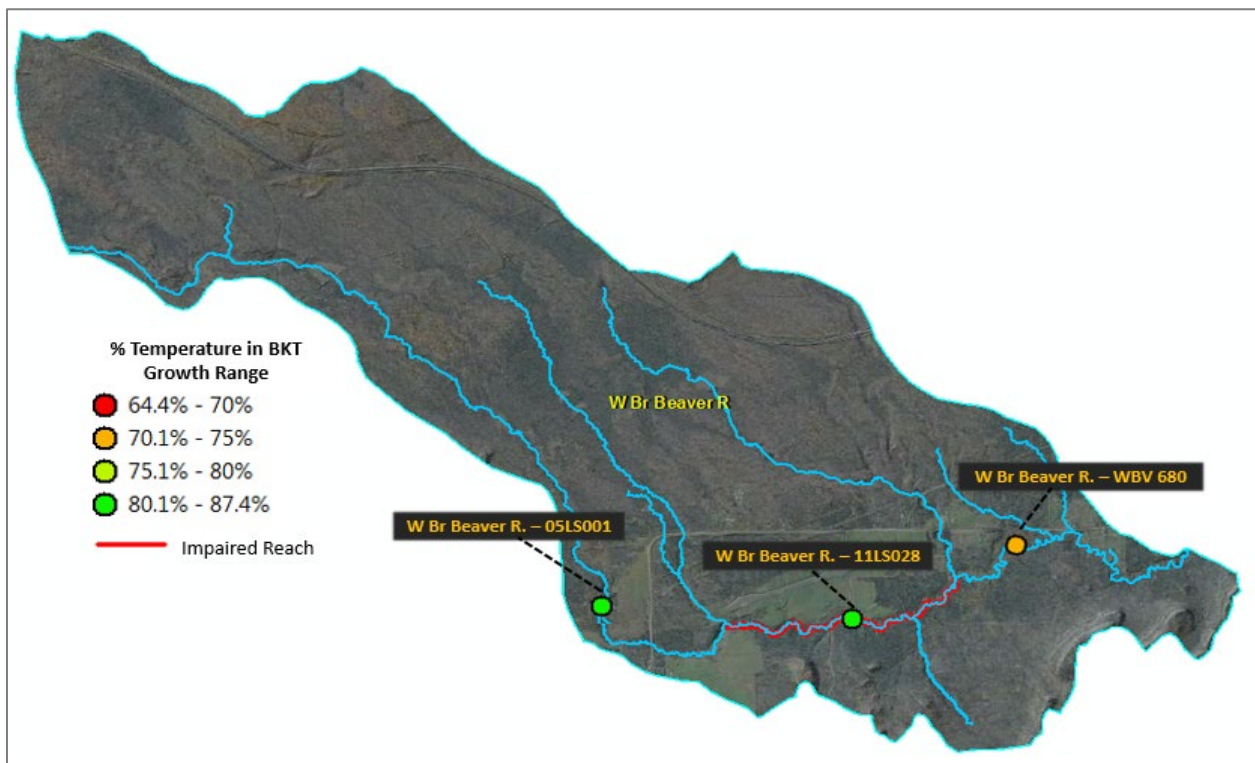 W Br Beaver R
% Temperature in BKT
Growth Range
64.4% - 70%
70.1% - 75%
75.1% - 80%
80.1% - 87.4%
Impaired Reach
W Br Beaver R. – WBV 680
W Br Beaver R. – 05LS001
W Br Beaver R. – 11LS028